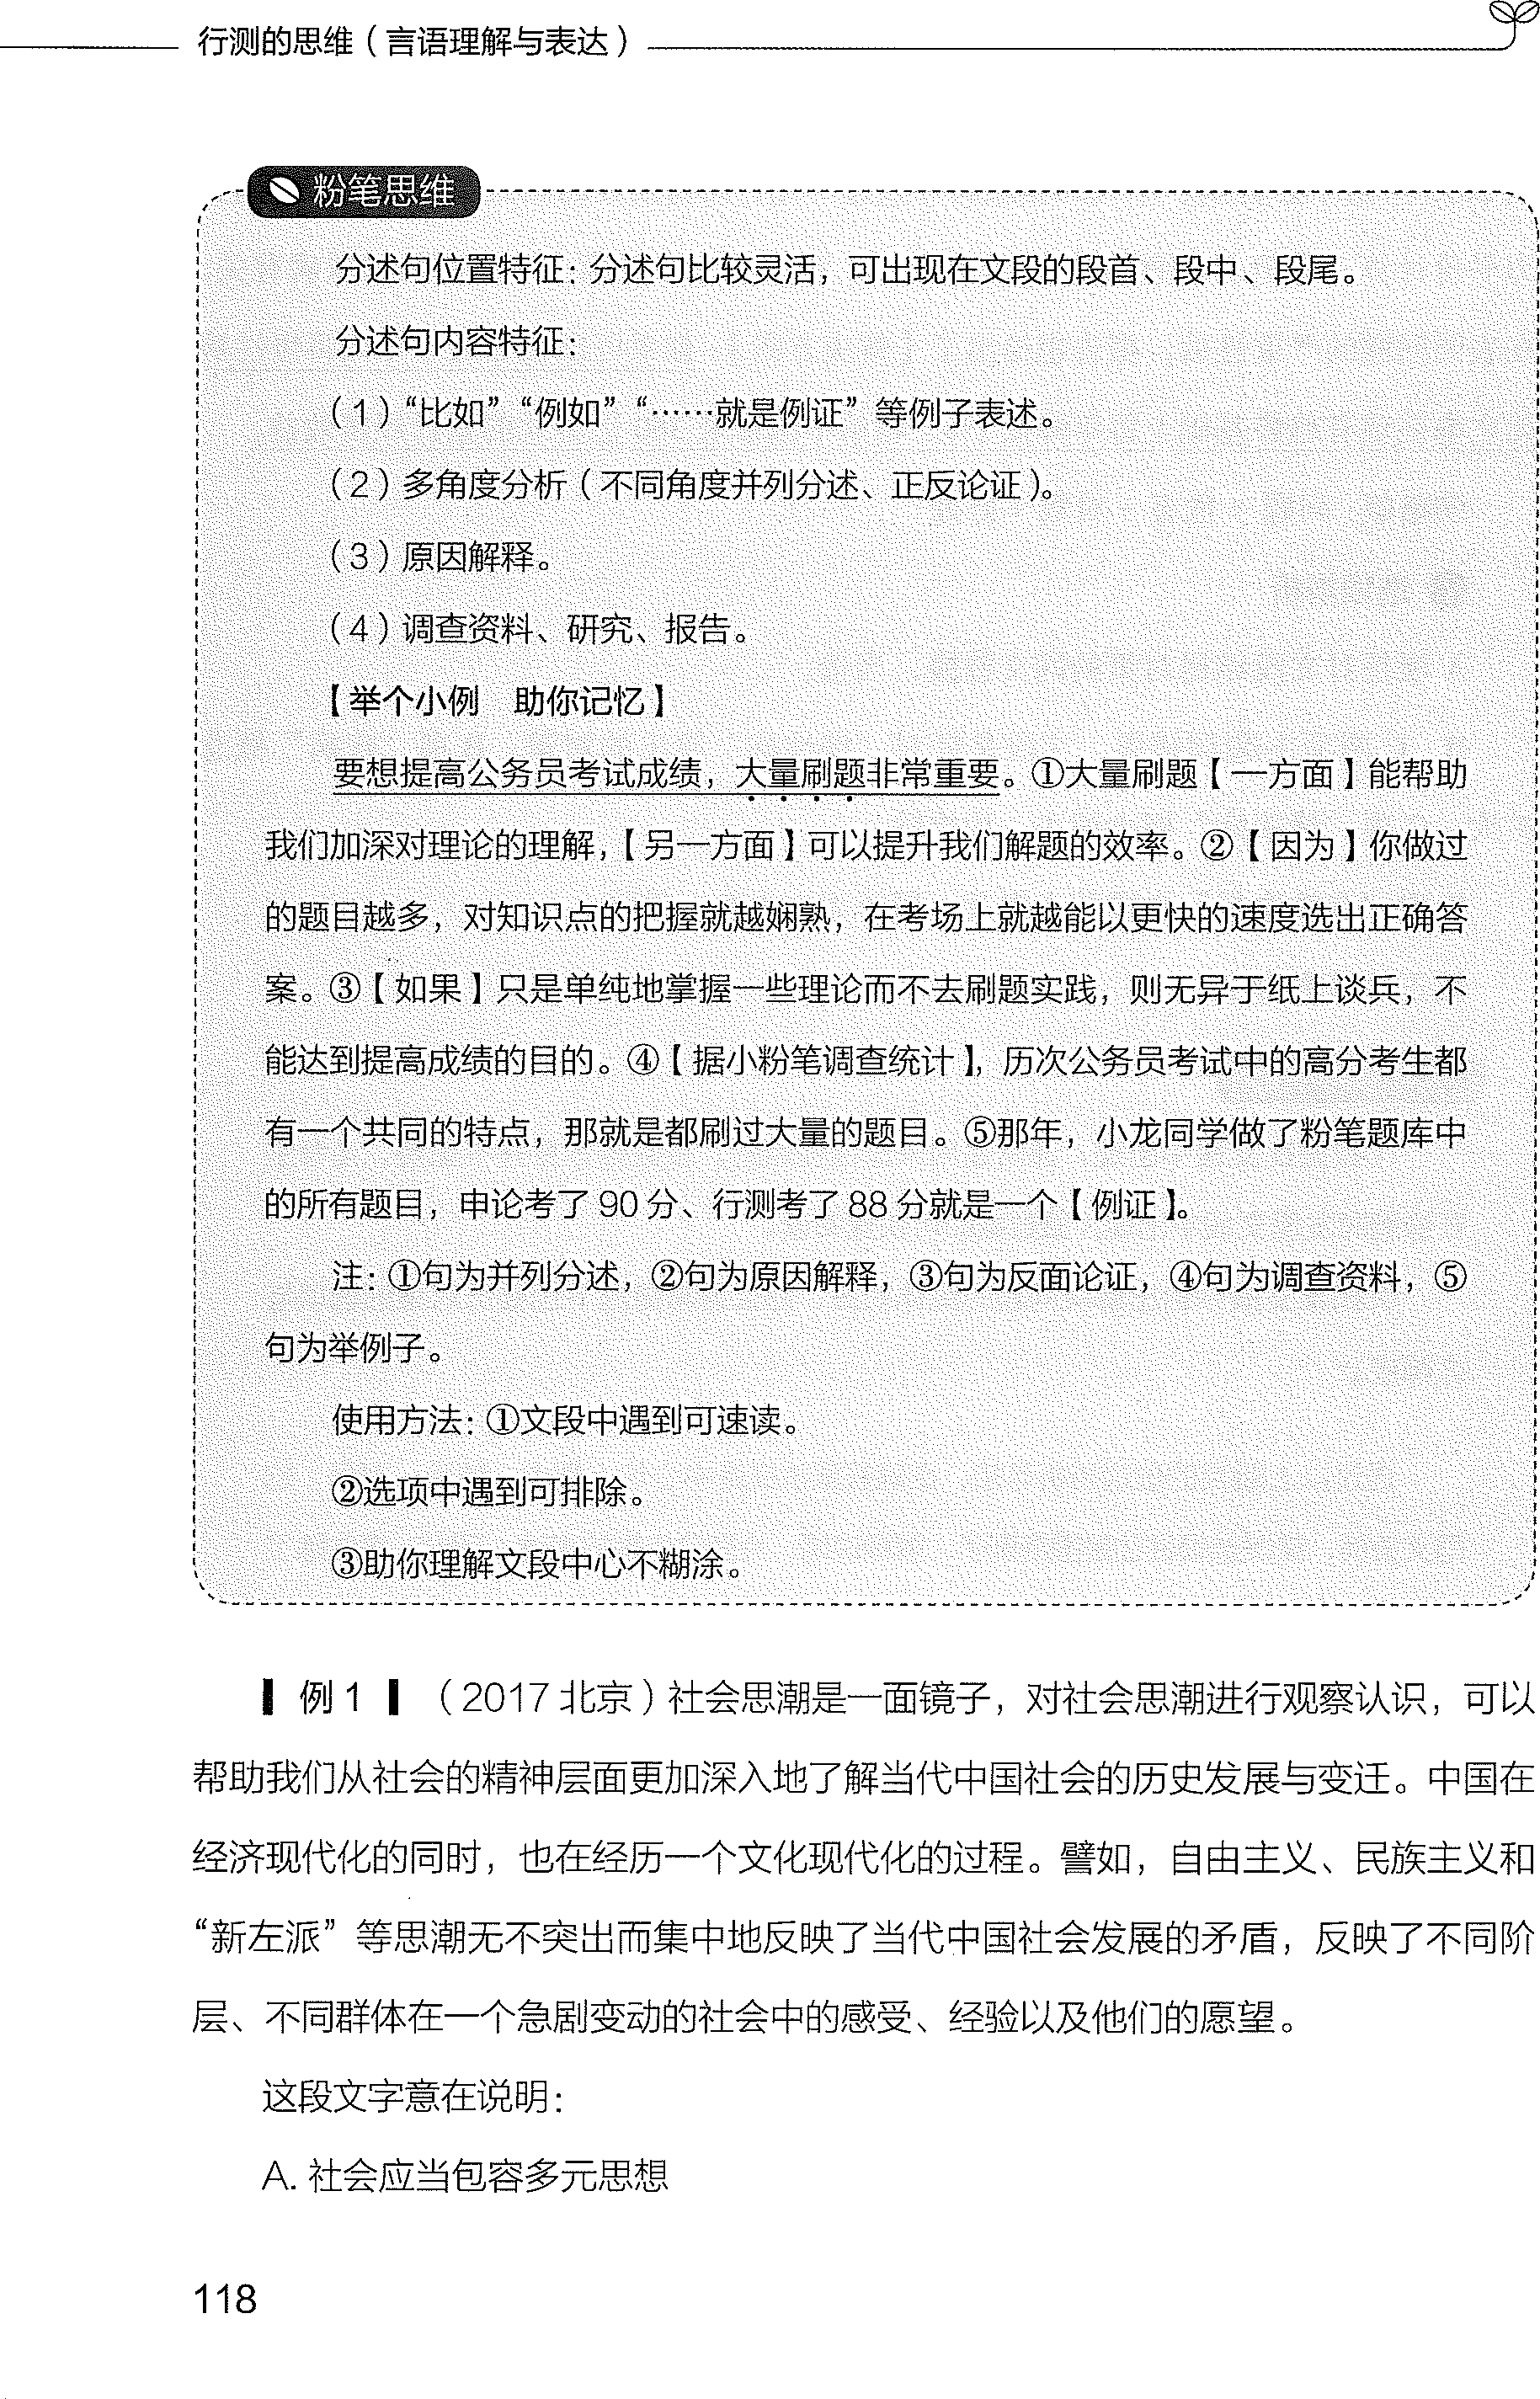 行测的思维（言语理解与表达）
粉笔思维
分述句位置特征：分述句比较灵活，可出现在文段的段首、段中、段尾。
分述句内容特征：
（1）“比如”“例如”“……就是例证”等例子表述。
（2）多角度分析（不同角度并列分述、正反论证）。
（3）原因解释。
（4）调查资料、研究、报告。
【举个小例　助你记忆】
要想提高公务员考试成绩，大量刷题非常重要。①大量刷题【一方面】能帮助
我们加深对理论的理解，【另一方面】可以提升我们解题的效率。②【因为】你做过
的题目越多，对知识点的把握就越娴熟，在考场上就越能以更快的速度选出正确答
案。③【如果】只是单纯地掌握一些理论而不去刷题实践，则无异于纸上谈兵，不
能达到提高成绩的目的。④【据小粉笔调查统计】，历次公务员考试中的高分考生都
有一个共同的特点，那就是都刷过大量的题目。⑤那年，小龙同学做了粉笔题库中
的所有题目，申论考了 90 分、行测考了 88 分就是一个【例证】。
注：①句为并列分述，②句为原因解释，③句为反面论证，④句为调查资料，⑤
句为举例子。
使用方法：①文段中遇到可速读。
②选项中遇到可排除。
③助你理解文段中心不糊涂。
例 1 （2017 北京）社会思潮是一面镜子，对社会思潮进行观察认识，可以
帮助我们从社会的精神层面更加深入地了解当代中国社会的历史发展与变迁。中国在
经济现代化的同时，也在经历一个文化现代化的过程。譬如，自由主义、民族主义和
“新左派”等思潮无不突出而集中地反映了当代中国社会发展的矛盾，反映了不同阶
层、不同群体在一个急剧变动的社会中的感受、经验以及他们的愿望。
这段文字意在说明：
A. 社会应当包容多元思想
118